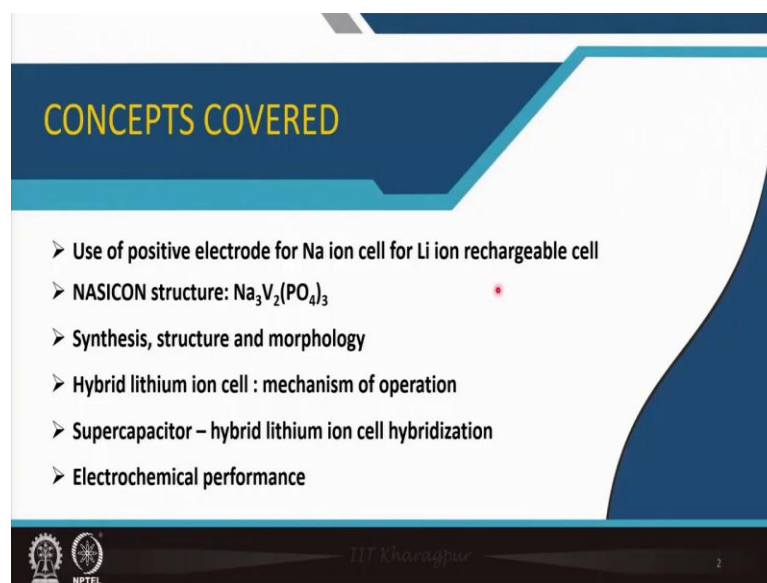 CONCEPTS COVERED
➢ Use of positive electrode for Na ion cell for Li ion rechargeable cell
➢ NASICON structure: Na₃V₂(PO₄)₃
➢ Synthesis, structure and morphology
➢ Hybrid lithium ion cell : mechanism of operation
➢ Supercapacitor – hybrid lithium ion cell hybridization
➢ Electrochemical performance
NPTEL
IIT Kharagpur
2